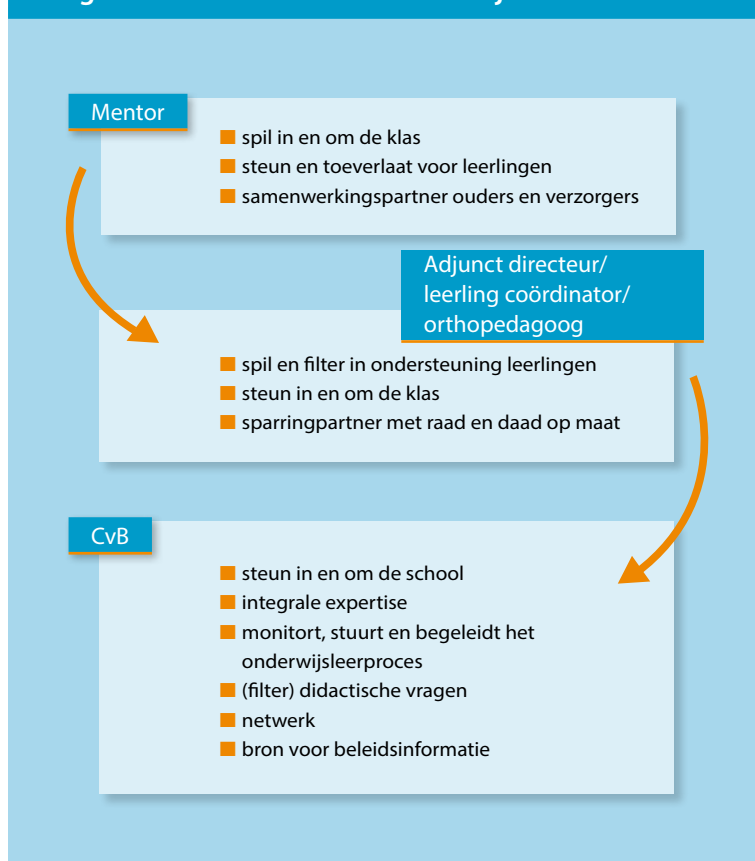 Mentor
spil in en om de klas
steun en toeverlaat voor leerlingen
samenwerkingspartner ouders en verzorgers
Adjunct directeur/
leerling coördinator/
orthopedagoog
spil en filter in ondersteuning leerlingen
steun in en om de klas
sparringpartner met raad en daad op maat
CvB
steun in en om de school
integrale expertise
monitort, stuurt en begeleidt het
onderwijsleerproces
(filter) didactische vragen
netwerk
bron voor beleidsinformatie